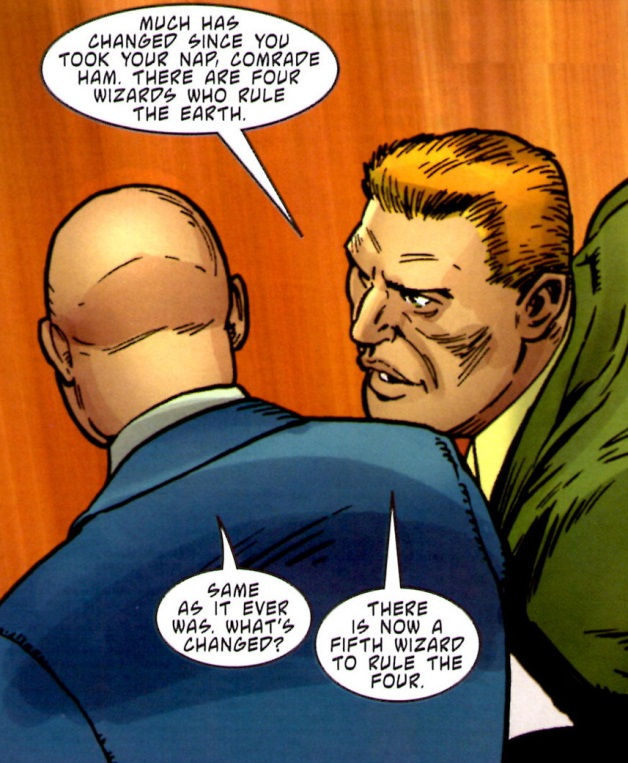 MUCH HAS
CHANGED SINCE YOU
TOOK YOUR NAP, COMRADE
HAM. THERE ARE FOUR
WIZARDS WHO RULE
THE EARTH.
SAME
AS IT EVER
WAS. WHAT'S
CHANGED?
THERE
IS NOW A
FIFTH WIZARD
TO RULE THE
FOUR.